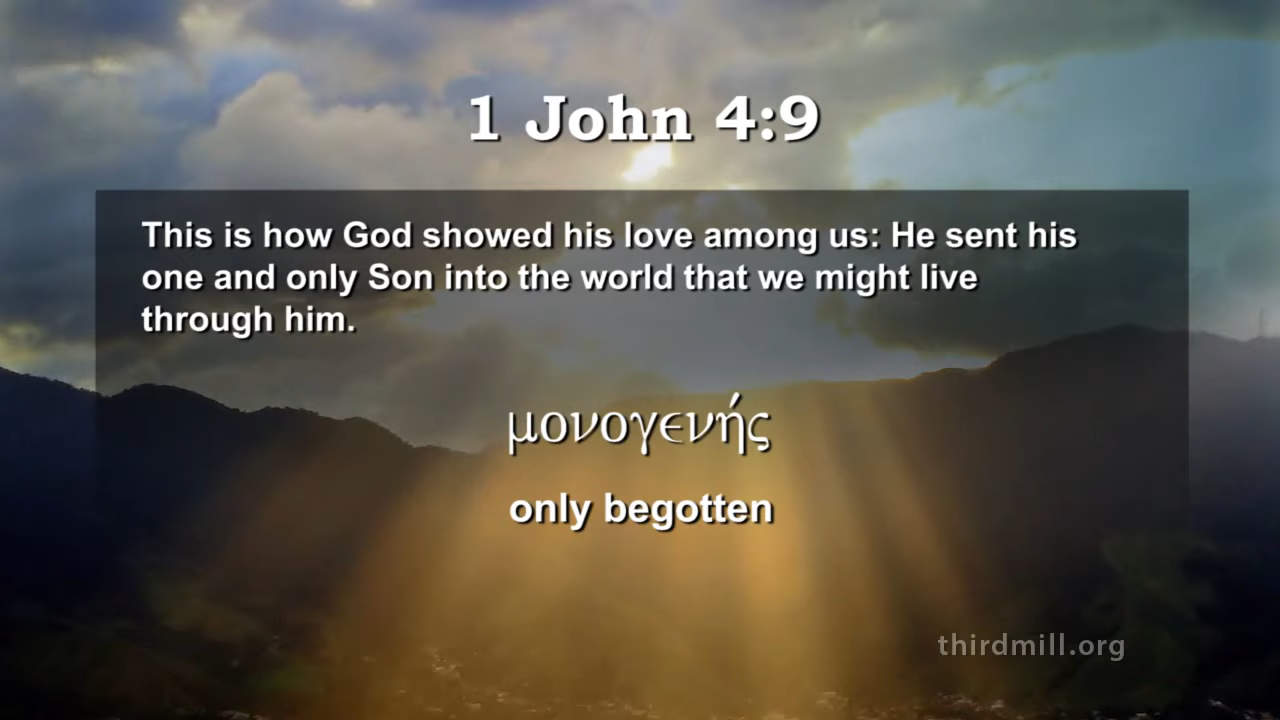 1 John 4:9
This is how God showed his love among us: He sent his
one and only Son into the world that we might live
through him.
μονογενής
only begotten
thirdmill.org